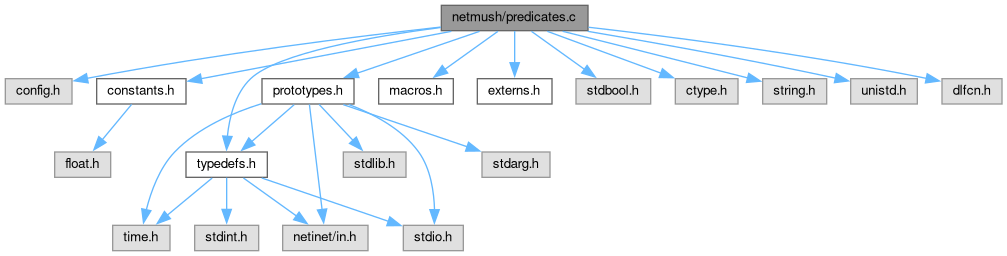 netmush/predicates.c
config.h
constants.h
prototypes.h
macros.h
externs.h
stdbool.h
ctype.h
string.h
unistd.h
dlfcn.h
float.h
typedefs.h
stdlib.h
stdarg.h
time.h
stdint.h
netinet/in.h
stdio.h